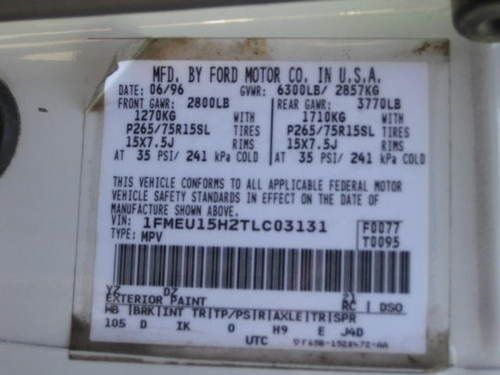 MFD. BY FORD MOTOR CO. IN U.S.A.
DATE: 06/96 GVWR: 6300LB/ 2857KG
FRONT GAWR: 2800LB REAR GAWR: 3770LB
1270KG WITH 1710KG WITH
P265/75R15SL TIRES P265/75R15SL TIRES
15X7.5J RIMS 15X7.5J RIMS
AT 35 PSI/ 241 kPa COLD AT 35 PSI/ 241 kPa COLD
THIS VEHICLE CONFORMS TO ALL APPLICABLE FEDERAL MOTOR
VEHICLE SAFETY STANDARDS IN EFFECT ON THE DATE OF
MANUFACTURE SHOWN ABOVE.
VIN: 1FMEU15H2TLC03131 F0077
TYPE: MPV T0095
YZ DZ 21
EXTERIOR PAINT RC DSO
WB BRK INT TR TP/PS R AXLE TR SPR
105 D IK O H9 E J4D
UTC